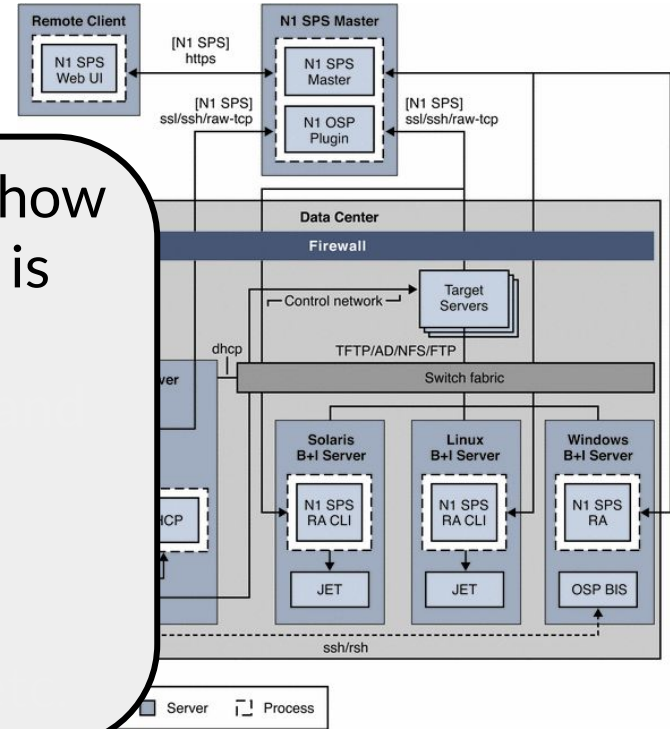 Remote Client
N1 SPS Master
[N1 SPS]
https
N1 SPS
Web UI
N1 SPS
Master
[N1 SPS]
ssl/ssh/raw-tcp
N1 OSP
Plugin
[N1 SPS]
ssl/ssh/raw-tcp
how
is
Data Center
Firewall
Control network
Target
Servers
dhcp
TFTP/AD/NFS/FTP
Switch fabric
Solaris
B+I Server
Linux
B+I Server
Windows
B+I Server
N1 SPS
RA CLI
N1 SPS
RA CLI
N1 SPS
RA
JET
JET
OSP BIS
ssh/rsh
Server
Process